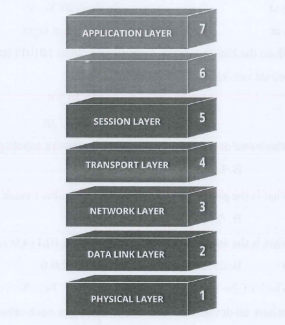 APPLICATION LAYER 7
6
SESSION LAYER 5
TRANSPORT LAYER 4
NETWORK LAYER 3
DATA LINK LAYER 2
PHYSICAL LAYER 1